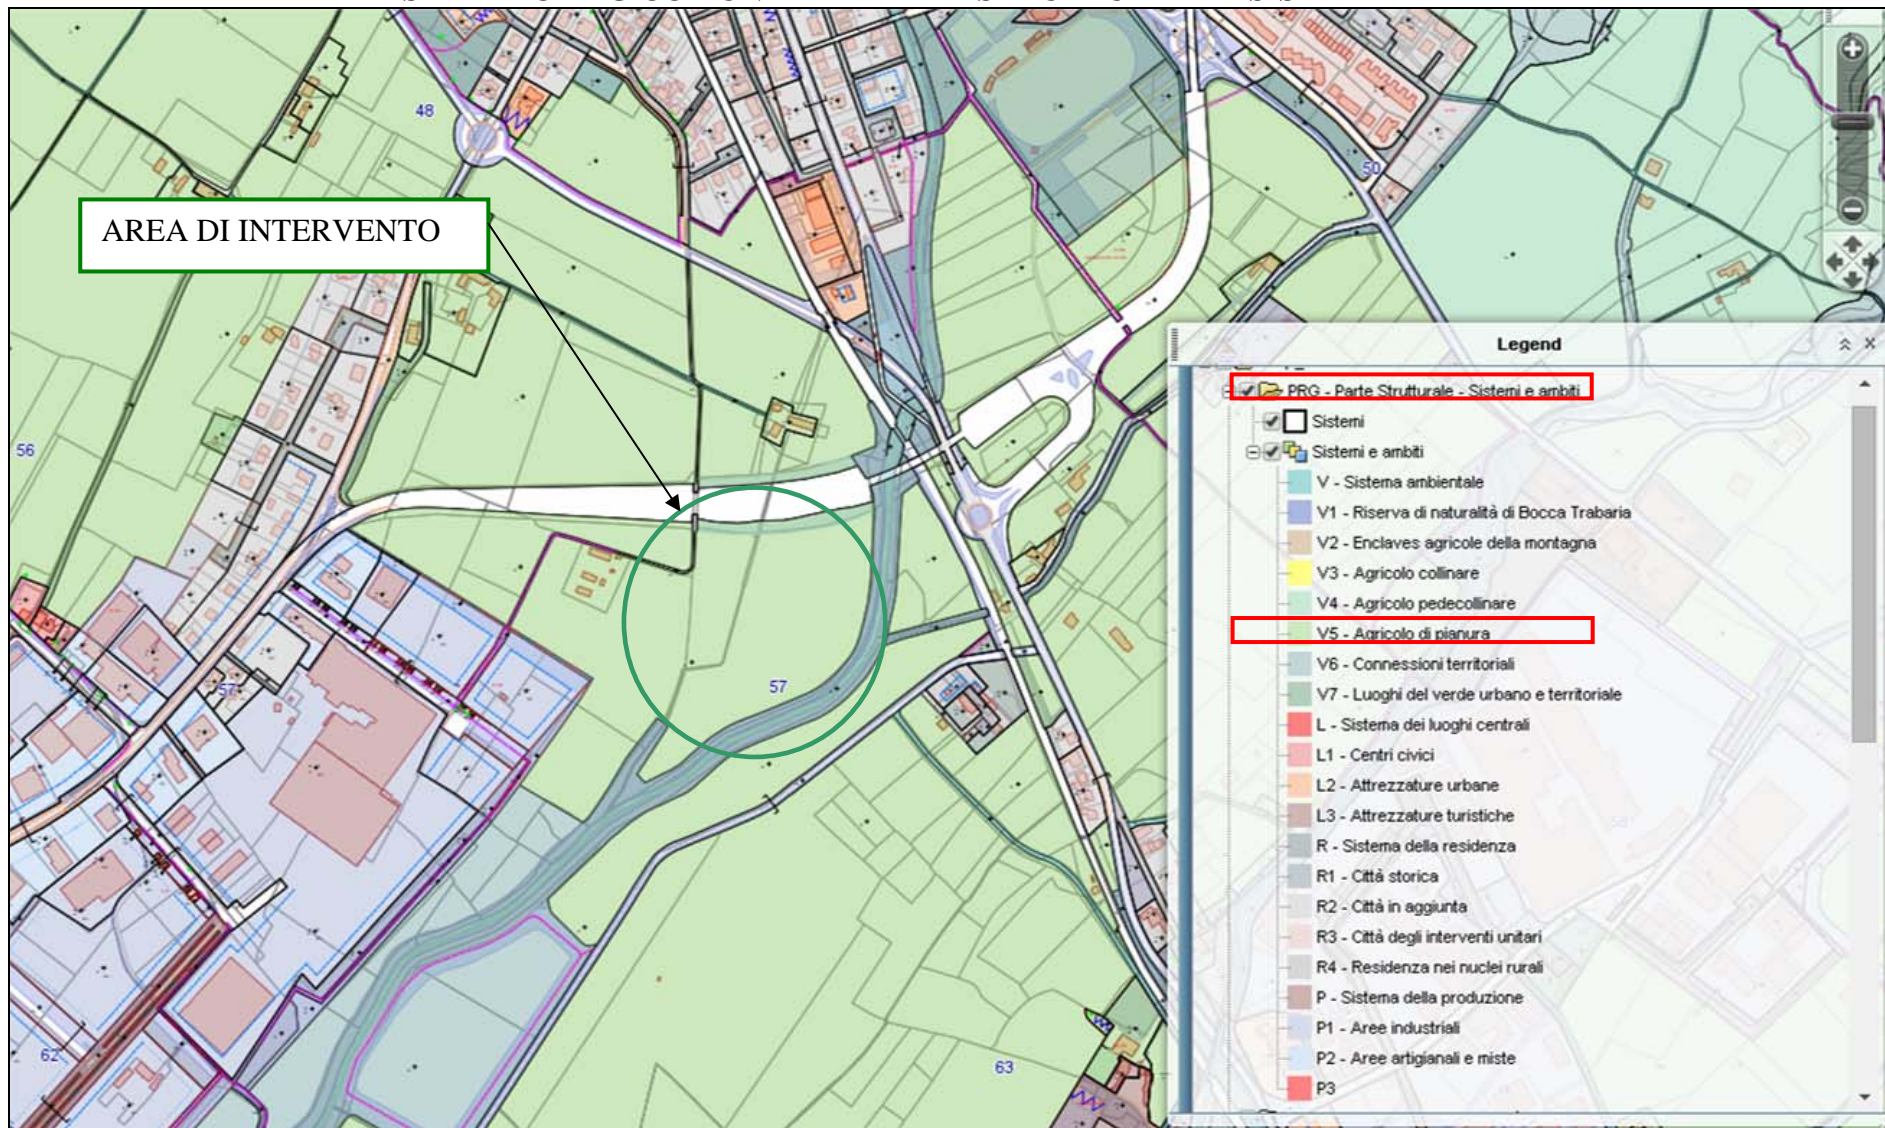 48
50
AREA DI INTERVENTO
56
57
57
62
63
58
Legend
PRG - Parte Strutturale - Sistemi e ambiti
Sistemi
Sistemi e ambiti
V - Sistema ambientale
V1 - Riserva di naturalità di Bocca Trabaria
V2 - Enclaves agricole della montagna
V3 - Agricolo collinare
V4 - Agricolo pedecollinare
V5 - Agricolo di pianura
V6 - Connessioni territoriali
V7 - Luoghi del verde urbano e territoriale
L - Sistema dei luoghi centrali
L1 - Centri civici
L2 - Attrezzature urbane
L3 - Attrezzature turistiche
R - Sistema della residenza
R1 - Città storica
R2 - Città in aggiunta
R3 - Città degli interventi unitari
R4 - Residenza nei nuclei rurali
P - Sistema della produzione
P1 - Aree industriali
P2 - Aree artigianali e miste
P3